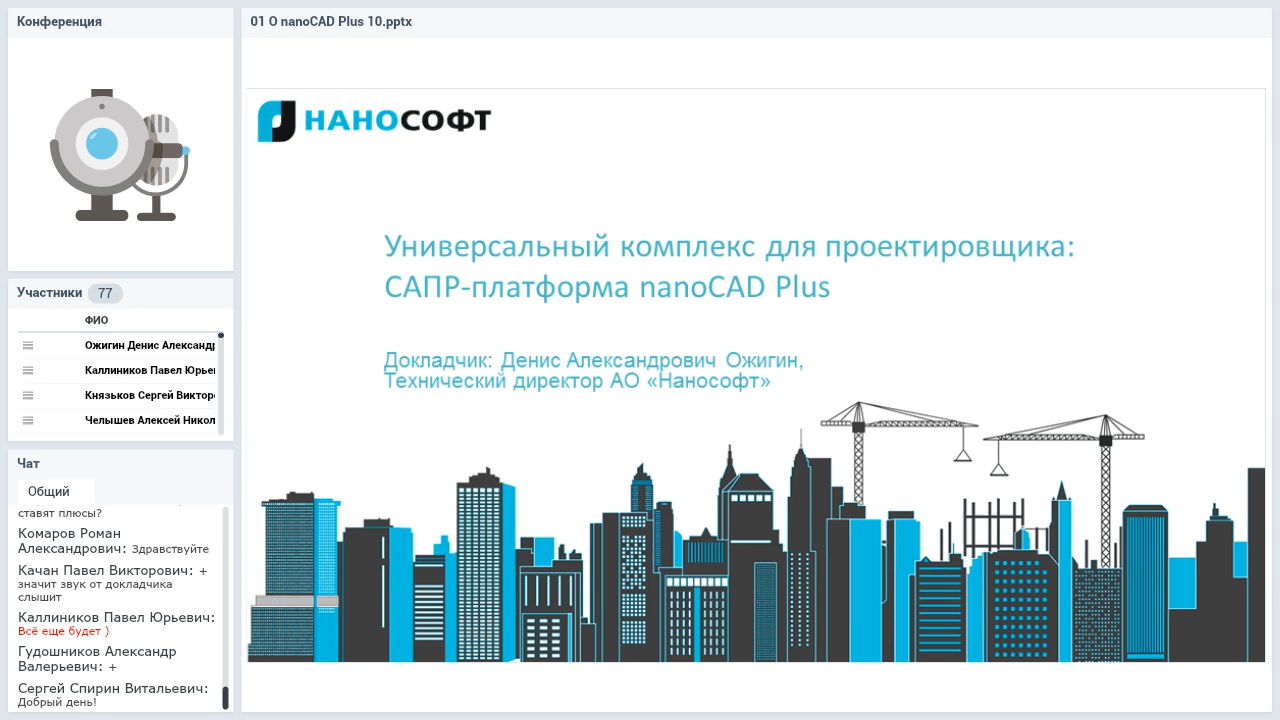 Конференция
Участники 77
ФИО
Ожигин Денис Александр
Каллиников Павел Юрье
Князьков Сергей Виктор
Челышев Алексей Никол
Чат
Общий
ставят плюсы?
Комаров Роман
Александрович: Здравствуйте
Качан Павел Викторович: +
значит звук от докладчика
слышит
Каллиников Павел Юрьевич:
Всё еще будет )
Гудошников Александр
Валерьевич: +
Сергей Спирин Витальевич:
Добрый день!
01 О nanoCAD Plus 10.pptx
НАНОСОФТ
Универсальный комплекс для проектировщика:
САПР-платформа nanoCAD Plus
Докладчик: Денис Александрович Ожигин,
Технический директор АО «Нанософт»